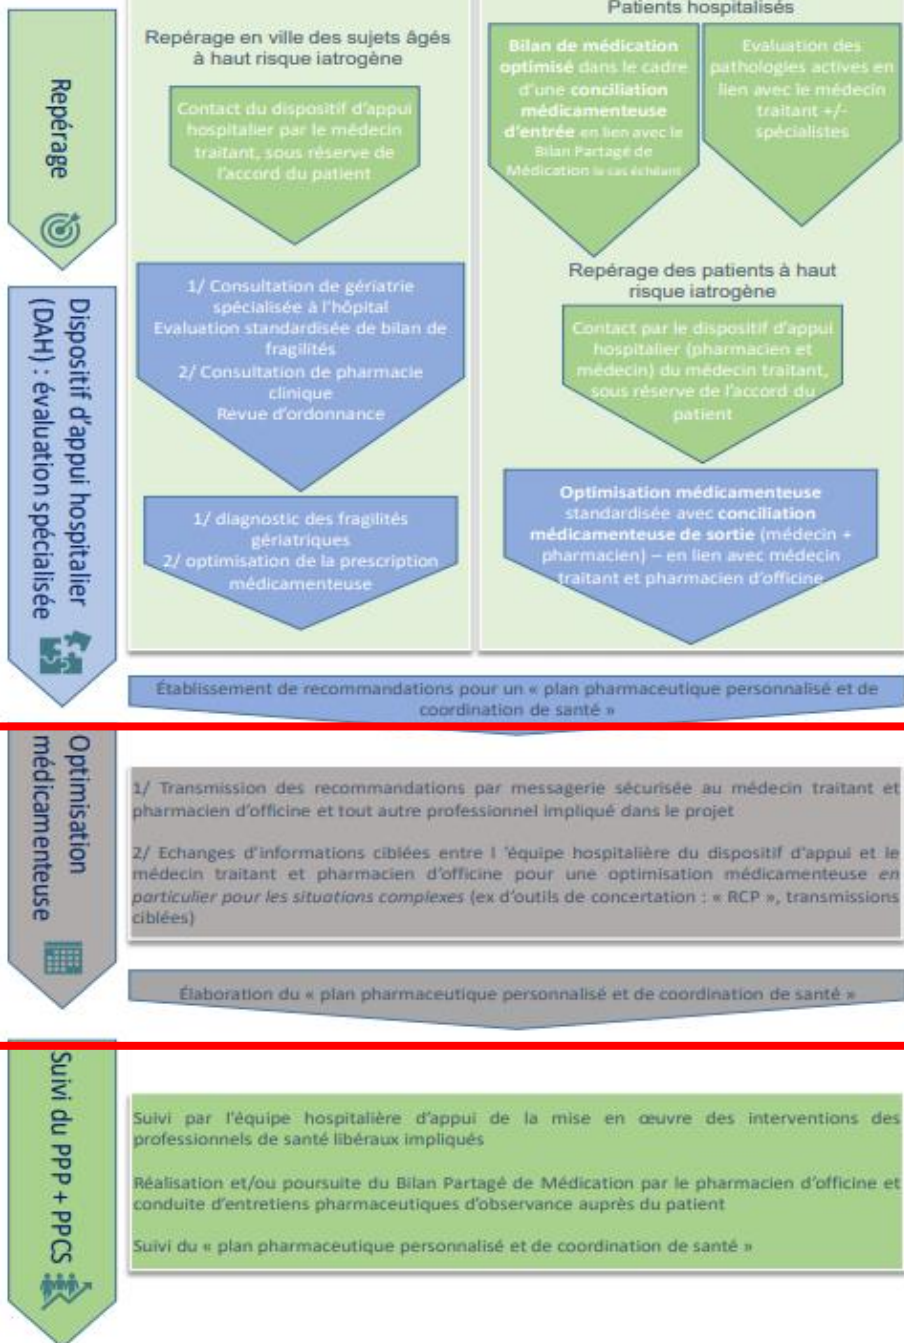 Repérage
Repérage en ville des sujets âgés
à haut risque iatrogène
Contact du dispositif d'appui
hospitalier par le médecin
traitant, sous réserve de
l'accord du patient
1/ Consultation de gériatrie
spécialisée à l'hôpital
Evaluation standardisée de bilan de
fragilités
2/ Consultation de pharmacie
clinique
Revue d'ordonnance
1/ diagnostic des fragilités
gériatriques
2/ optimisation de la prescription
médicamenteuse
Patients hospitalisés
Bilan de médication
optimisé dans le cadre
d'une conciliation
médicamenteuse
d'entrée en lien avec le
Bilan Partagé de
Médication le cas échéant
Evaluation des
pathologies actives en
lien avec le médecin
traitant +/-
spécialistes
Repérage des patients à haut
risque iatrogène
Contact par le dispositif d'appui
hospitalier (pharmacien et
médecin) du médecin traitant,
sous réserve de l'accord du
patient
Optimisation médicamenteuse
standardisée avec conciliation
médicamenteuse de sortie (médecin +
pharmacien) – en lien avec médecin
traitant et pharmacien d'officine
Dispositif d'appui hospitalier
(DAH) : évaluation spécialisée
Établissement de recommandations pour un « plan pharmaceutique personnalisé et de
coordination de santé »
Optimisation
médicamenteuse
1/ Transmission des recommandations par messagerie sécurisée au médecin traitant et
pharmacien d'officine et tout autre professionnel impliqué dans le projet
2/ Echanges d'informations ciblées entre l 'équipe hospitalière du dispositif d'appui et le
médecin traitant et pharmacien d'officine pour une optimisation médicamenteuse en
particulier pour les situations complexes (ex d'outils de concertation : « RCP », transmissions
ciblées)
Élaboration du « plan pharmaceutique personnalisé et de coordination de santé »
Suivi du PPP + PPCS
Suivi par l'équipe hospitalière d'appui de la mise en œuvre des interventions des
professionnels de santé libéraux impliqués
Réalisation et/ou poursuite du Bilan Partagé de Médication par le pharmacien d'officine et
conduite d'entretiens pharmaceutiques d'observance auprès du patient
Suivi du « plan pharmaceutique personnalisé et de coordination de santé »